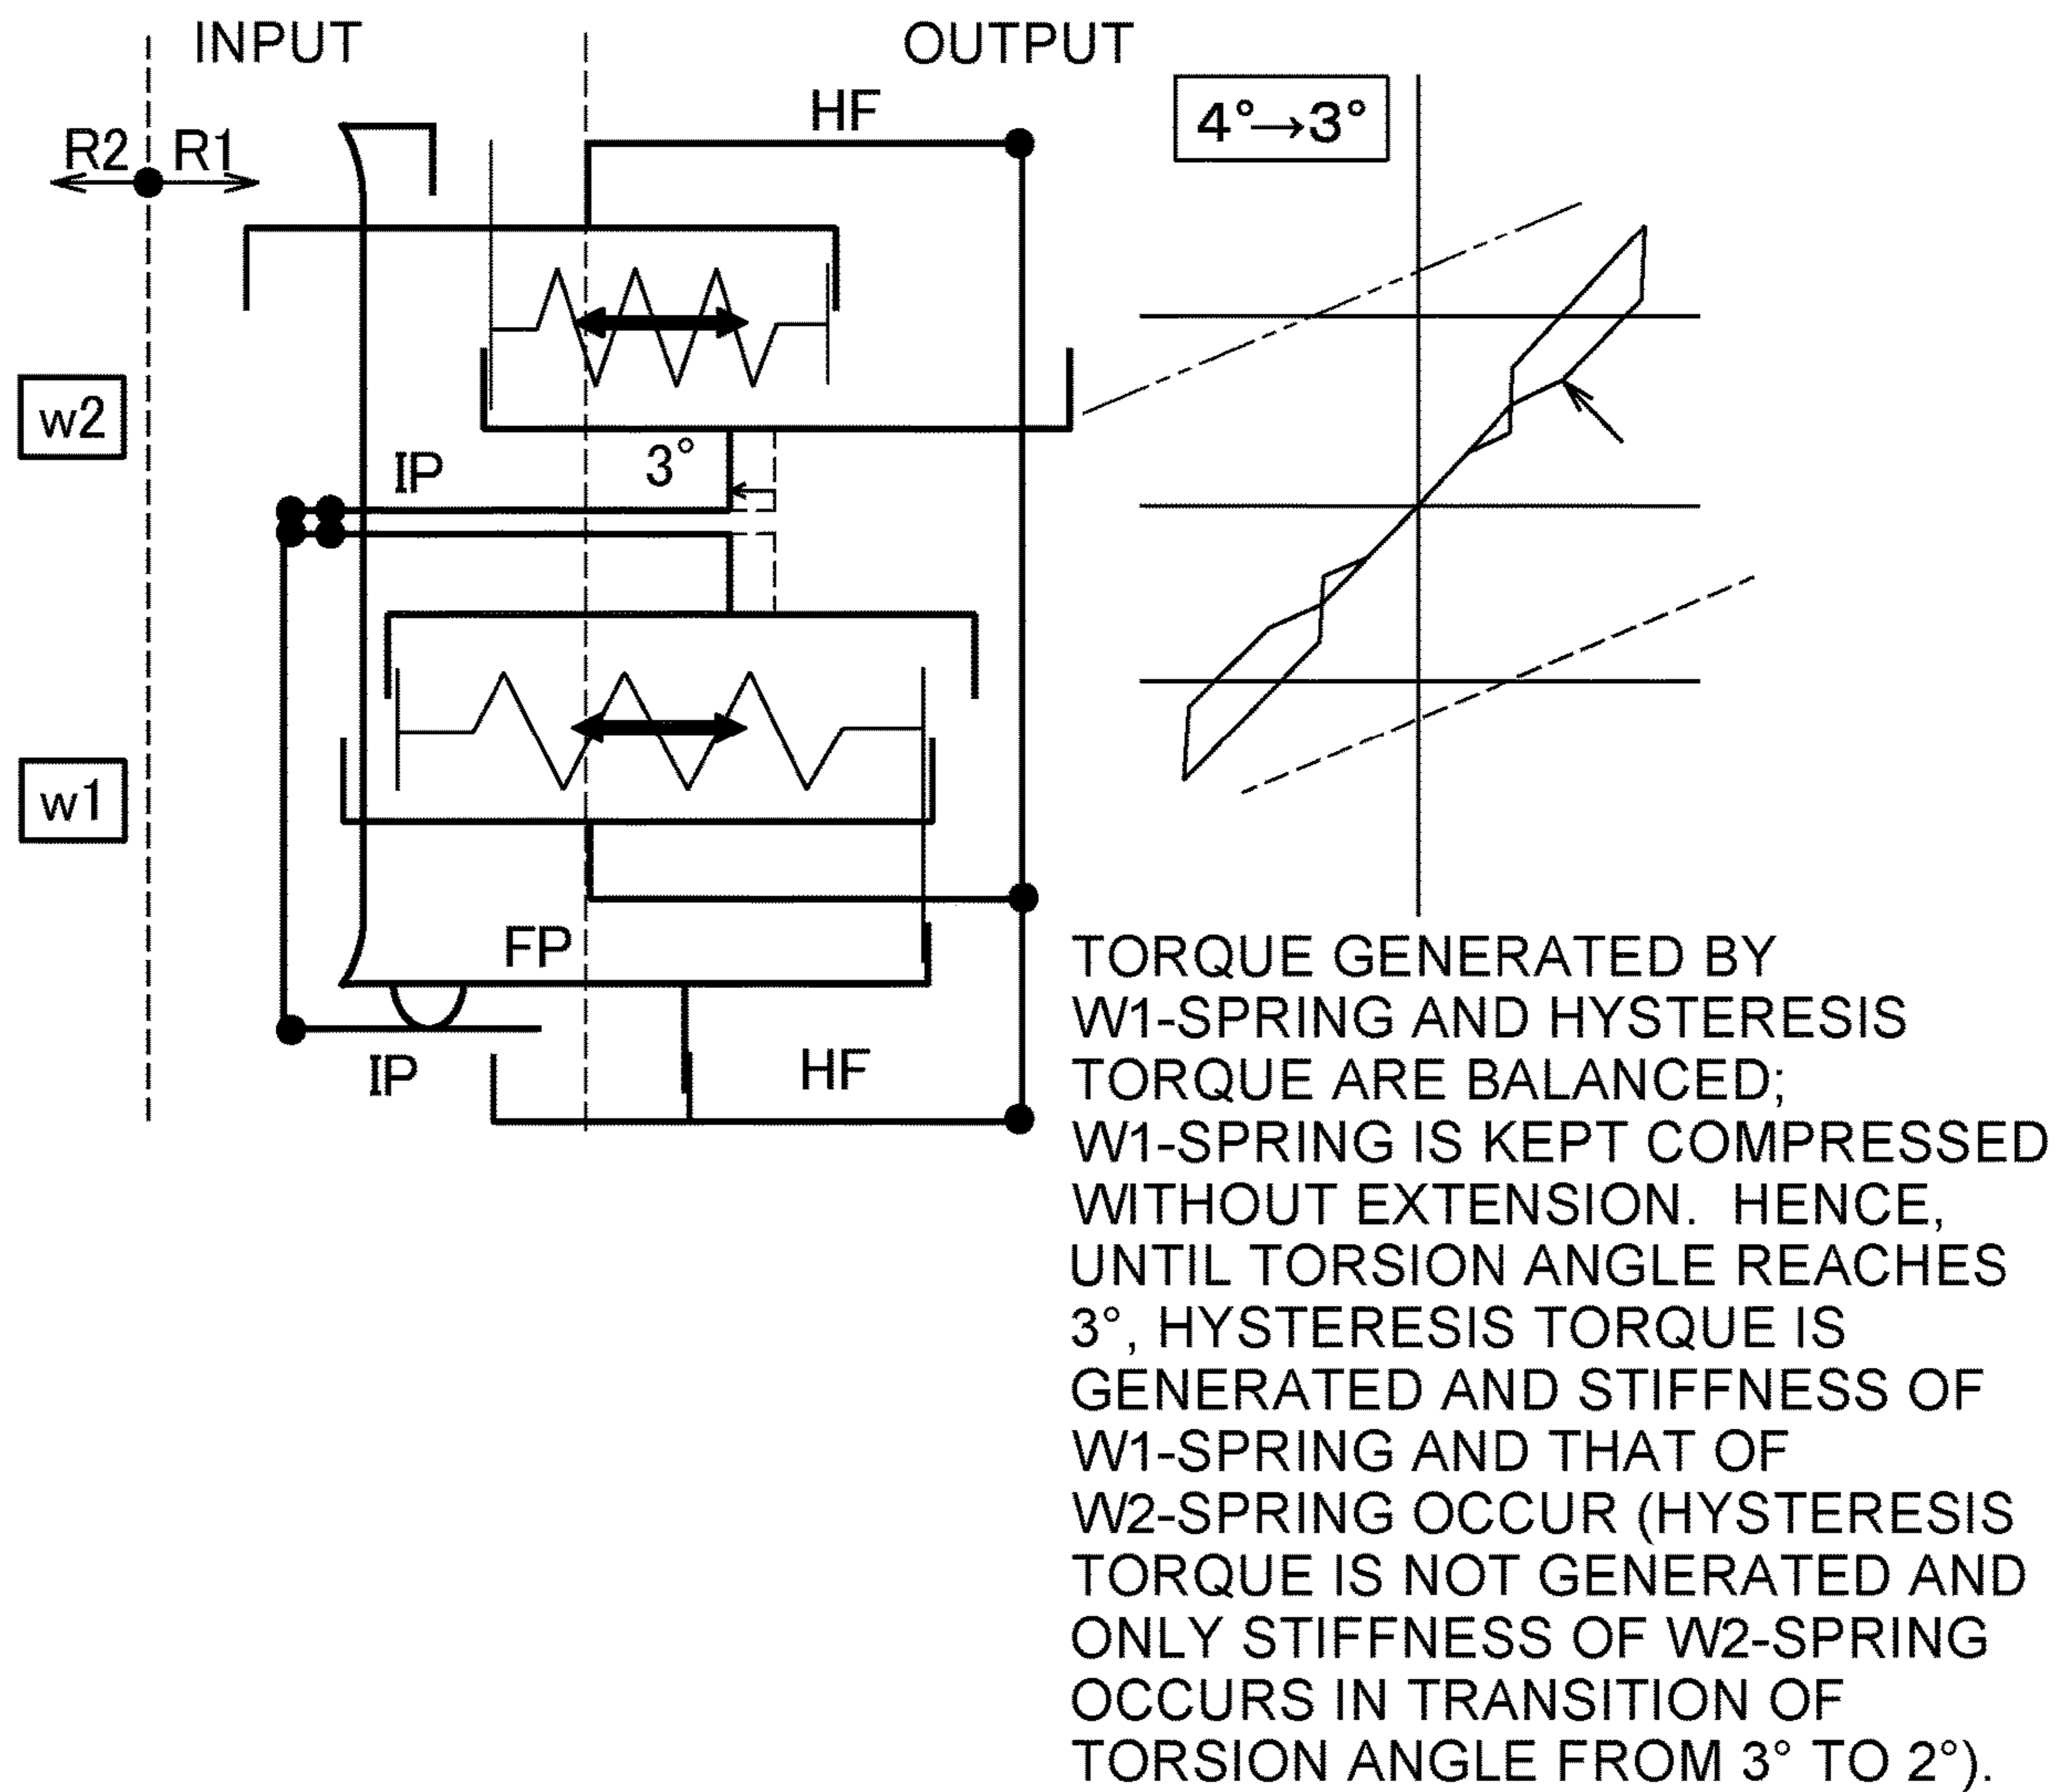 INPUT
OUTPUT
HF
4°→3°
R2
R1
w2
IP
3°
w1
FP
IP
HF
TORQUE GENERATED BY
W1-SPRING AND HYSTERESIS
TORQUE ARE BALANCED;
W1-SPRING IS KEPT COMPRESSED
WITHOUT EXTENSION. HENCE,
UNTIL TORSION ANGLE REACHES
3°, HYSTERESIS TORQUE IS
GENERATED AND STIFFNESS OF
W1-SPRING AND THAT OF
W2-SPRING OCCUR (HYSTERESIS
TORQUE IS NOT GENERATED AND
ONLY STIFFNESS OF W2-SPRING
OCCURS IN TRANSITION OF
TORSION ANGLE FROM 3° TO 2°).